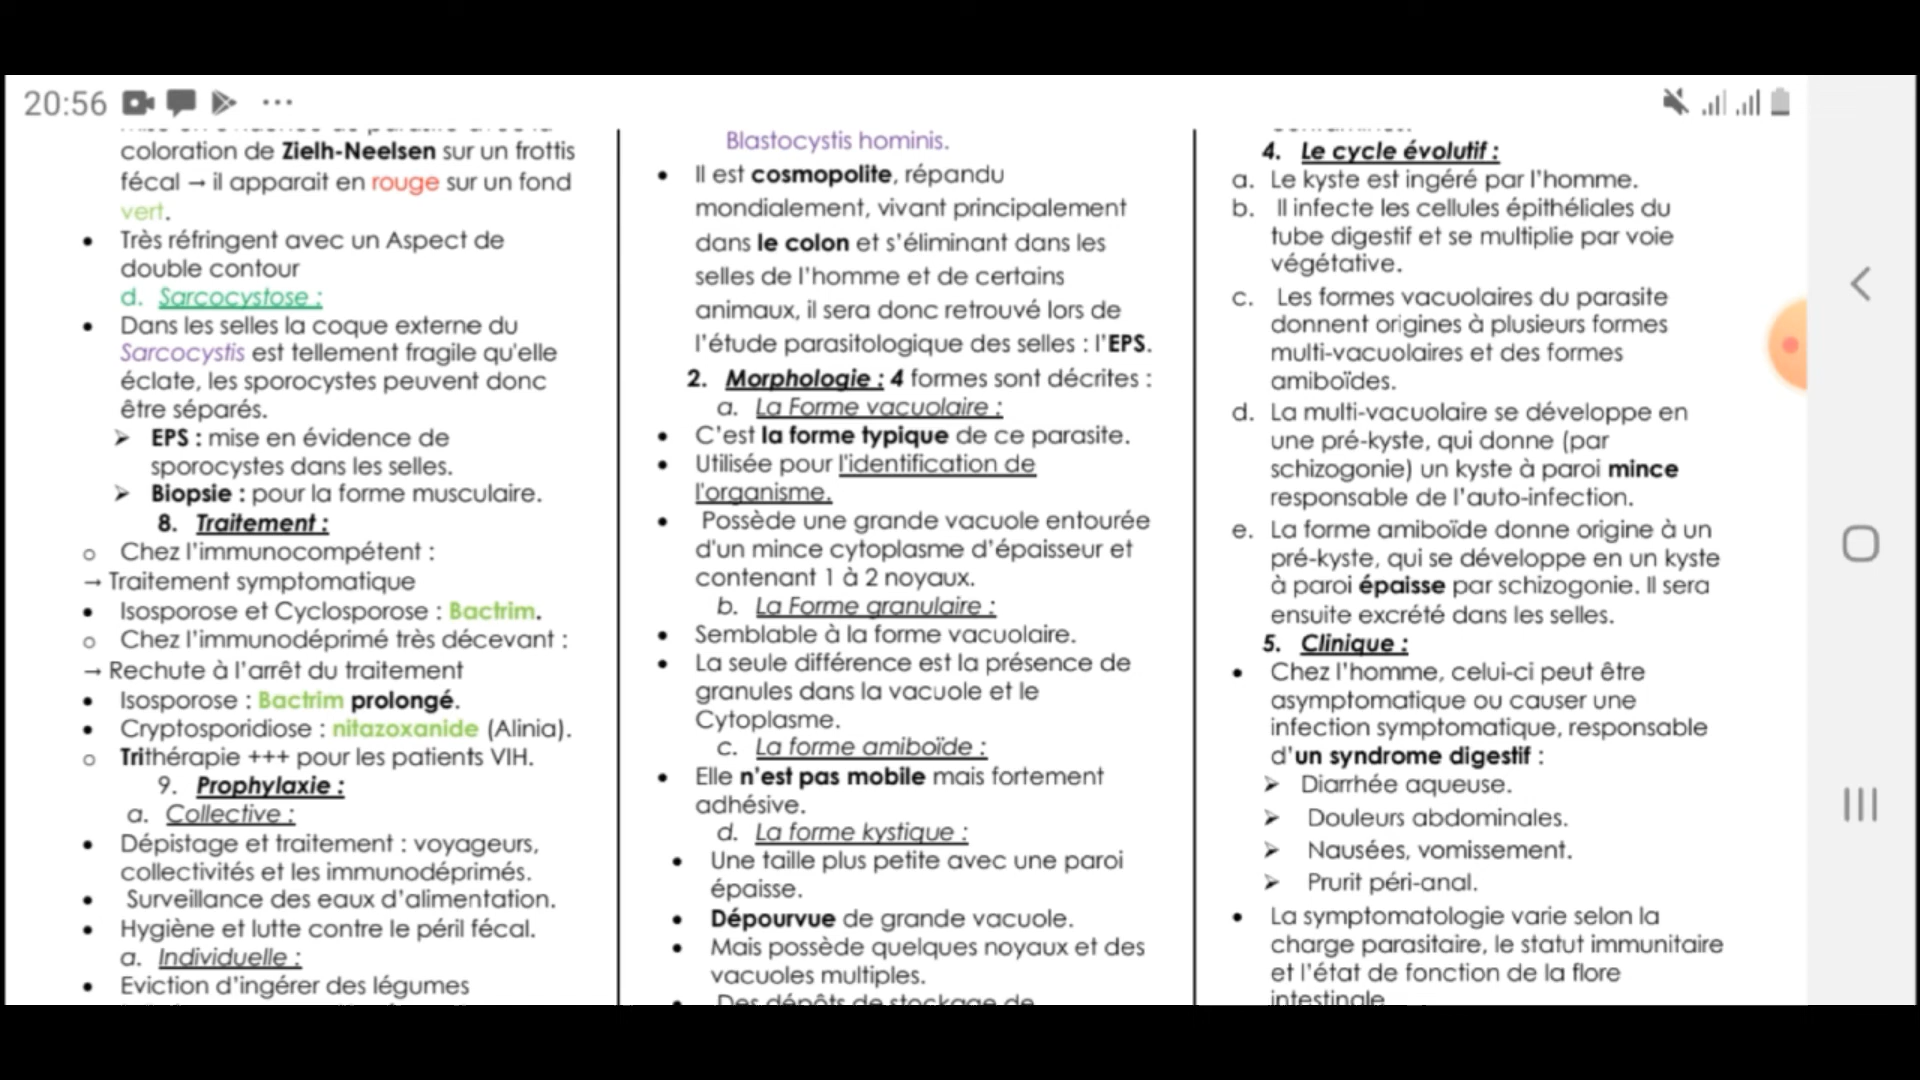 20:56
coloration de Zielh-Neelsen sur un frottis
fécal → il apparait en rouge sur un fond
vert.
• Très réfringent avec un Aspect de
double contour
d. Sarcocystose :
• Dans les selles la coque externe du
Sarcocystis est tellement fragile qu'elle
éclate, les sporocystes peuvent donc
être séparés.
➢ EPS : mise en évidence de
sporocystes dans les selles.
➢ Biopsie : pour la forme musculaire.
8. Traitement :
o Chez l'immunocompétent :
→ Traitement symptomatique
• Isosporose et Cyclosporose : Bactrim.
o Chez l'immunodéprimé très décevant :
→ Rechute à l'arrêt du traitement
• Isosporose : Bactrim prolongé.
• Cryptosporidiose : nitazoxanide (Alinia).
o Trithérapie +++ pour les patients VIH.
9. Prophylaxie :
a. Collective :
• Dépistage et traitement : voyageurs,
collectivités et les immunodéprimés.
• Surveillance des eaux d'alimentation.
• Hygiène et lutte contre le péril fécal.
a. Individuelle :
• Eviction d'ingérer des légumes
Blastocystis hominis.
• Il est cosmopolite, répandu
mondialement, vivant principalement
dans le colon et s'éliminant dans les
selles de l'homme et de certains
animaux, il sera donc retrouvé lors de
l'étude parasitologique des selles : l'EPS.
2. Morphologie : 4 formes sont décrites :
a. La Forme vacuolaire :
• C'est la forme typique de ce parasite.
• Utilisée pour l'identification de
l'organisme.
• Possède une grande vacuole entourée
d'un mince cytoplasme d'épaisseur et
contenant 1 à 2 noyaux.
b. La Forme granulaire :
• Semblable à la forme vacuolaire.
• La seule différence est la présence de
granules dans la vacuole et le
Cytoplasme.
c. La forme amiboïde :
• Elle n'est pas mobile mais fortement
adhésive.
d. La forme kystique :
• Une taille plus petite avec une paroi
épaisse.
• Dépourvue de grande vacuole.
• Mais possède quelques noyaux et des
vacuoles multiples.
• Des dépôts de stockage de
4. Le cycle évolutif :
a. Le kyste est ingéré par l'homme.
b. Il infecte les cellules épithéliales du
tube digestif et se multiplie par voie
végétative.
c. Les formes vacuolaires du parasite
donnent origines à plusieurs formes
multi-vacuolaires et des formes
amiboïdes.
d. La multi-vacuolaire se développe en
une pré-kyste, qui donne (par
schizogonie) un kyste à paroi mince
responsable de l'auto-infection.
e. La forme amiboïde donne origine à un
pré-kyste, qui se développe en un kyste
à paroi épaisse par schizogonie. Il sera
ensuite excrété dans les selles.
5. Clinique :
• Chez l'homme, celui-ci peut être
asymptomatique ou causer une
infection symptomatique, responsable
d'un syndrome digestif :
➢ Diarrhée aqueuse.
➢ Douleurs abdominales.
➢ Nausées, vomissement.
➢ Prurit péri-anal.
• La symptomatologie varie selon la
charge parasitaire, le statut immunitaire
et l'état de fonction de la flore
intestinale